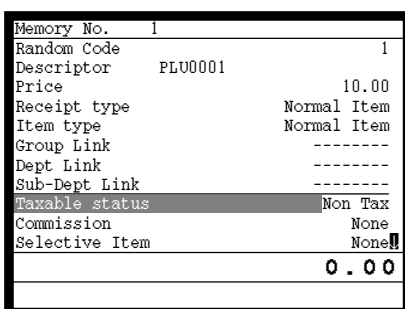 Memory No. 1
Random Code 1
Descriptor PLU0001
Price 10.00
Receipt type Normal Item
Item type Normal Item
Group Link --------
Dept Link --------
Sub-Dept Link --------
Taxable status Non Tax
Commission None
Selective Item None
0.00